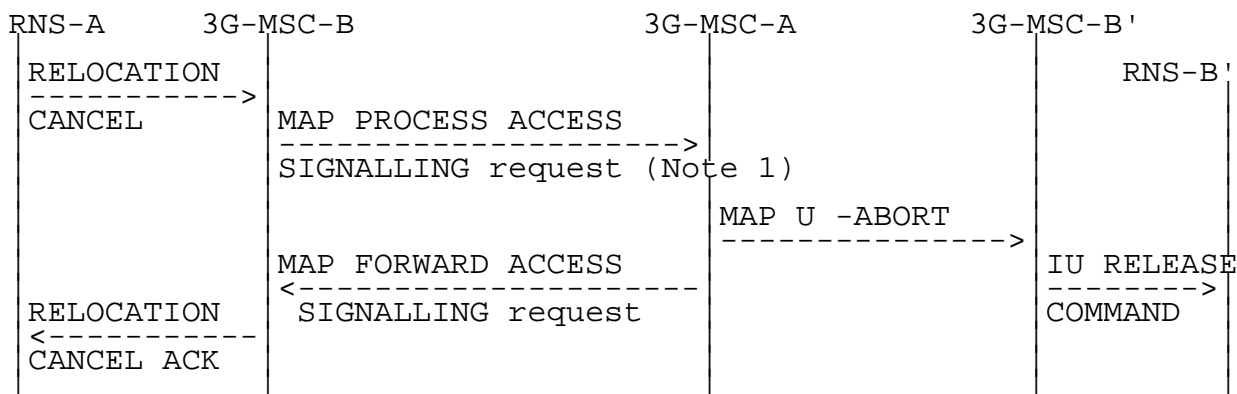 RNS-A 3G-MSC-B 3G-MSC-A 3G-MSC-B'
RELOCATION RNS-B'
CANCEL MAP PROCESS ACCESS
SIGNALLING request (Note 1)
MAP U -ABORT
MAP FORWARD ACCESS IU RELEASE
RELOCATION SIGNALLING request COMMAND
CANCEL ACK